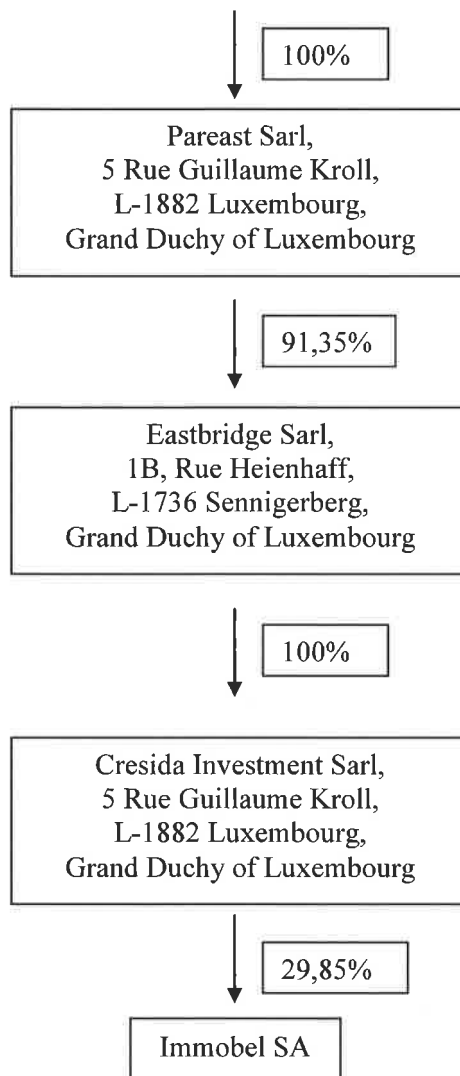 100%
Pareast Sarl,
5 Rue Guillaume Kroll,
L-1882 Luxembourg,
Grand Duchy of Luxembourg
91,35%
Eastbridge Sarl,
1B, Rue Heienhaff,
L-1736 Sennigerberg,
Grand Duchy of Luxembourg
100%
Cresida Investment Sarl,
5 Rue Guillaume Kroll,
L-1882 Luxembourg,
Grand Duchy of Luxembourg
29,85%
Immobel SA